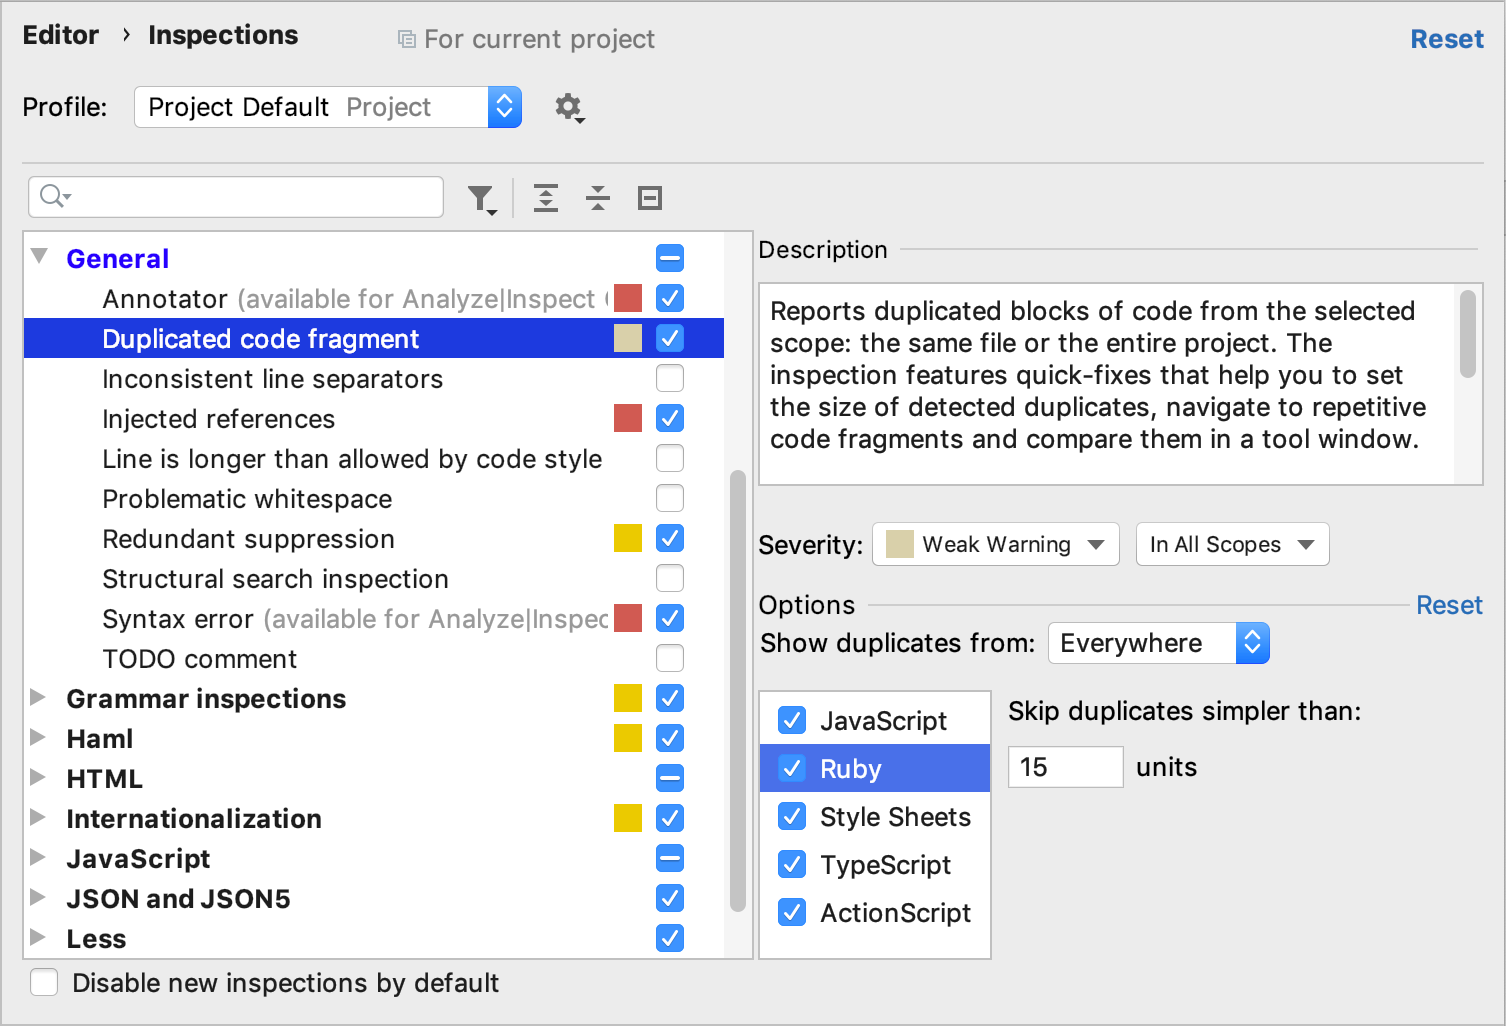 Editor › Inspections For current project Reset
Profile: Project Default Project
General
Annotator (available for Analyze|Inspect
Duplicated code fragment
Inconsistent line separators
Injected references
Line is longer than allowed by code style
Problematic whitespace
Redundant suppression
Structural search inspection
Syntax error (available for Analyze|Inspec
TODO comment
Grammar inspections
Haml
HTML
Internationalization
JavaScript
JSON and JSON5
Less
Disable new inspections by default
Description
Reports duplicated blocks of code from the selected
scope: the same file or the entire project. The
inspection features quick-fixes that help you to set
the size of detected duplicates, navigate to repetitive
code fragments and compare them in a tool window.
Severity: Weak Warning In All Scopes
Options Reset
Show duplicates from: Everywhere
JavaScript
Ruby
Style Sheets
TypeScript
ActionScript
Skip duplicates simpler than:
15 units